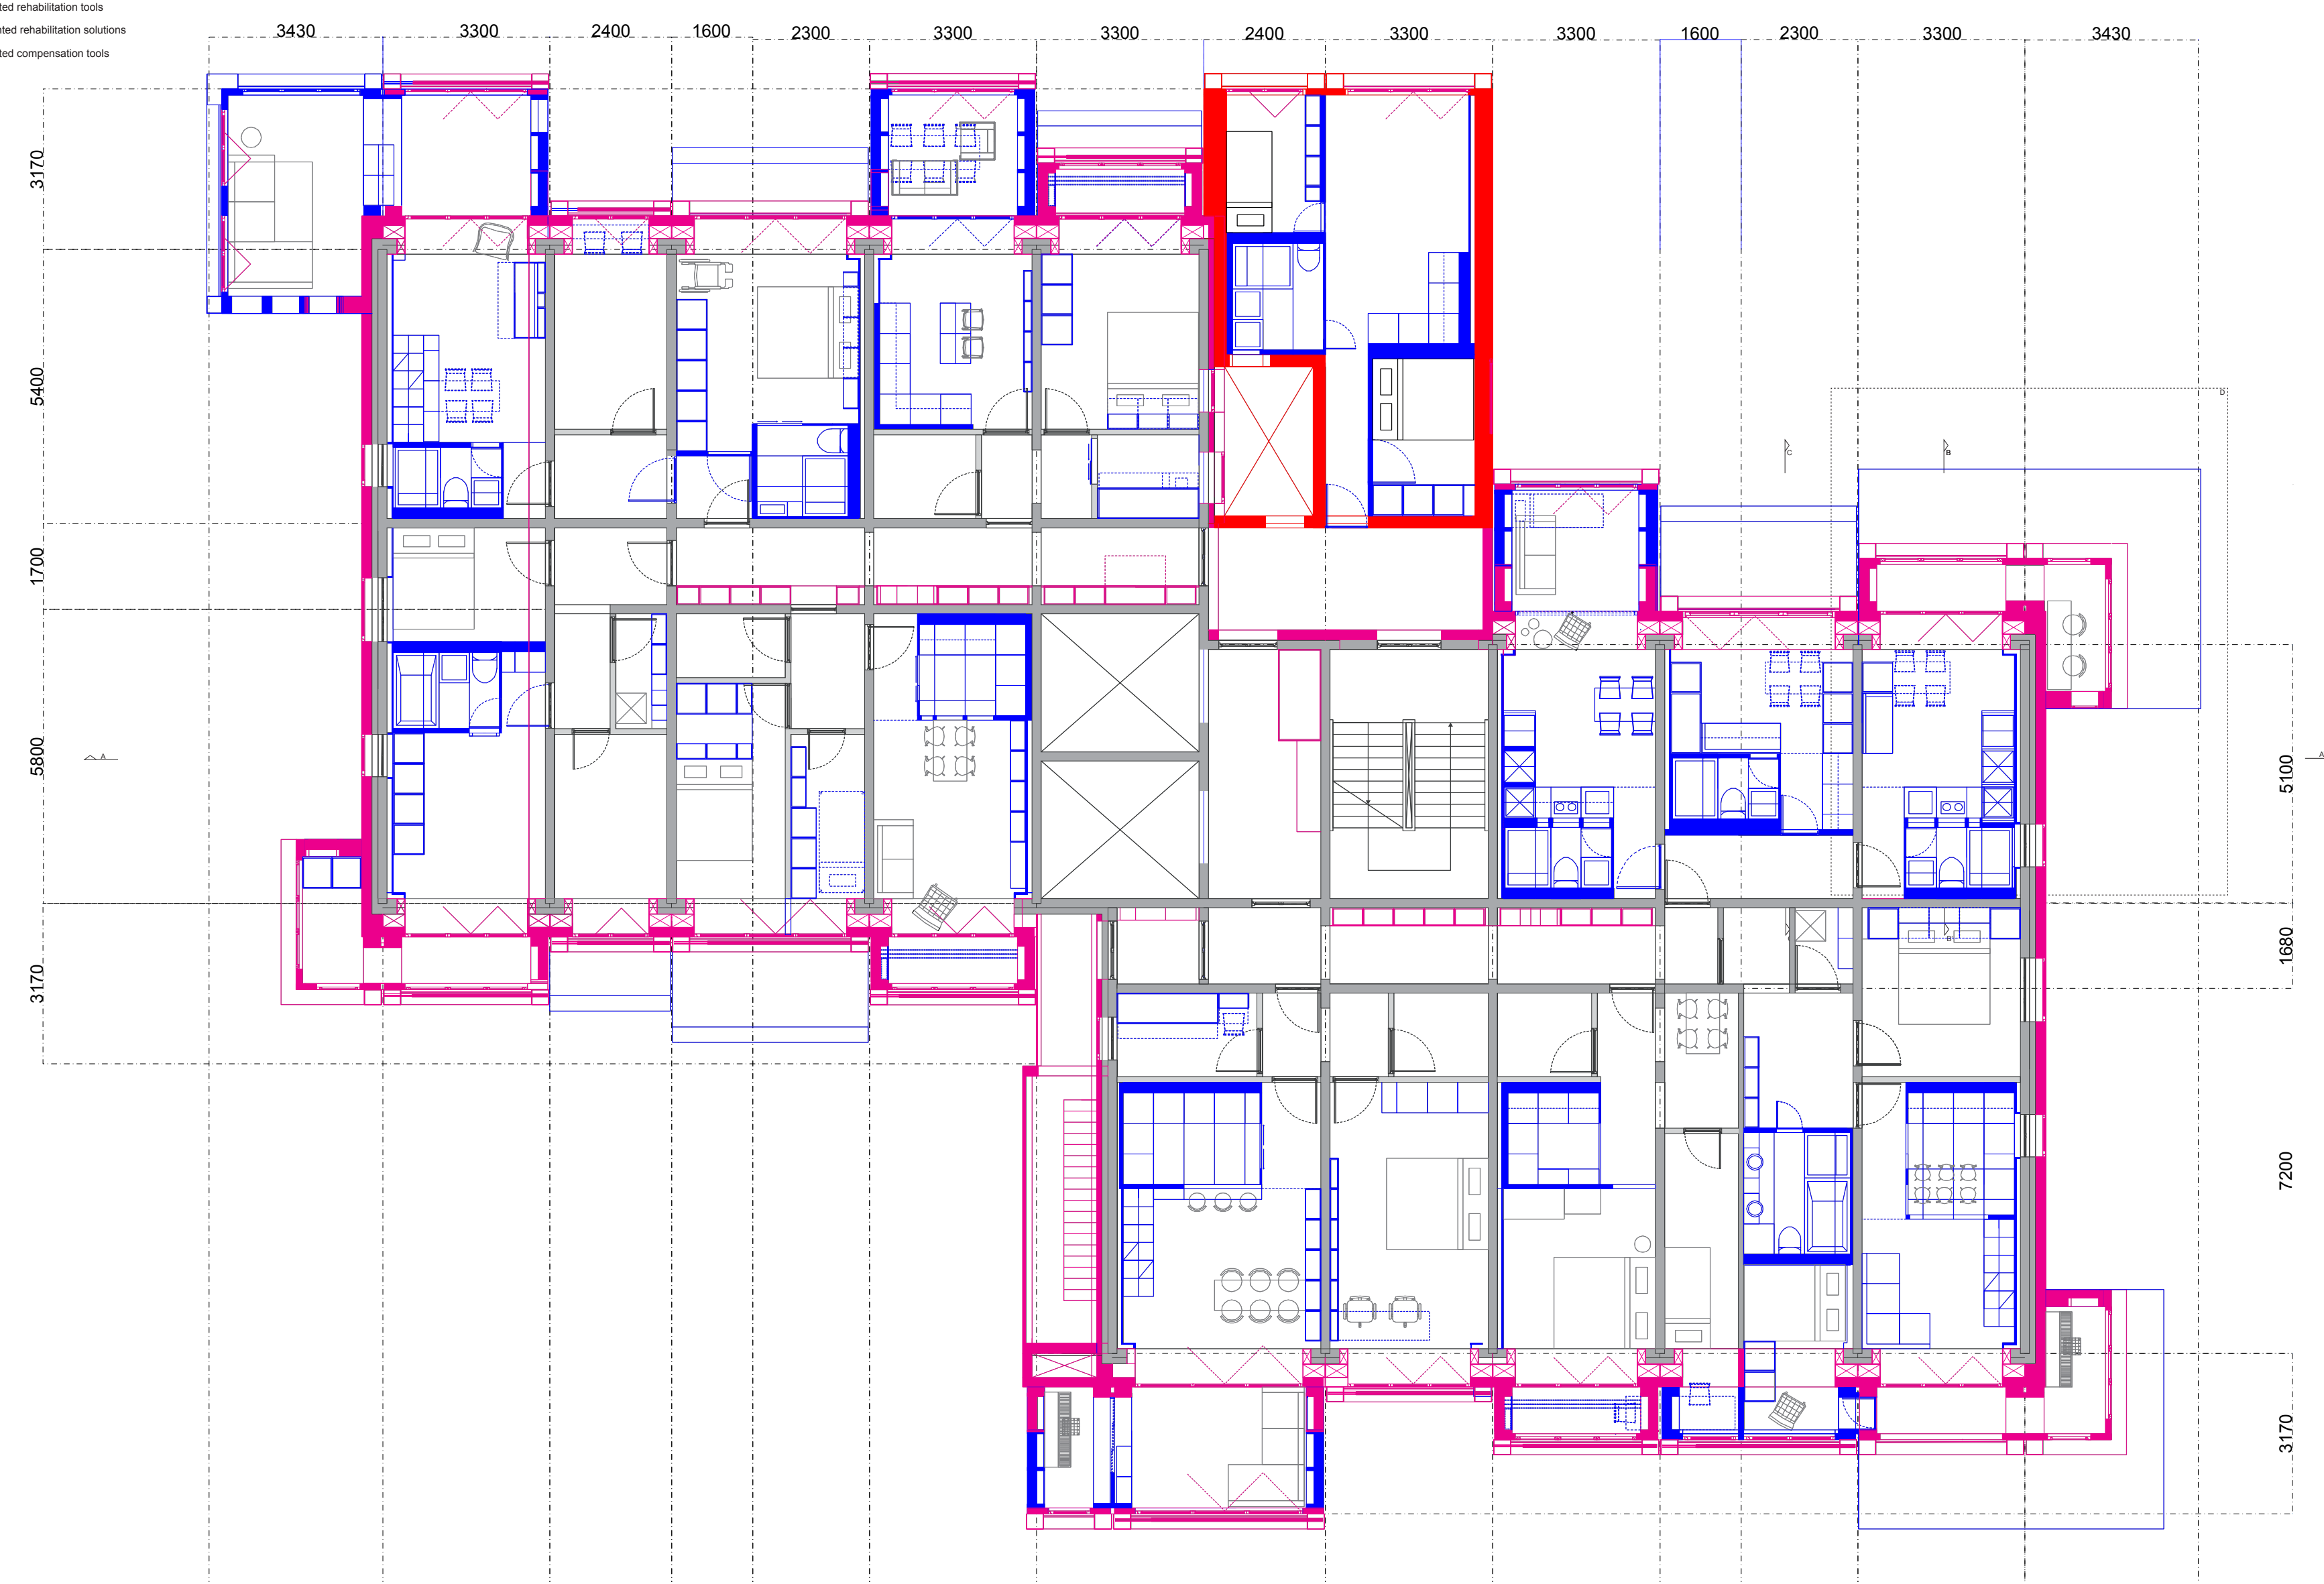 ted rehabilitation tools
nted rehabilitation solutions
ted compensation tools
3430 3300 2400 1600 2300 3300 3300 2400 3300 3300 1600 2300 3300 3430
3170
5400
1700
5800
3170
D
C
B
A
A
B
5100
1680
7200
3170